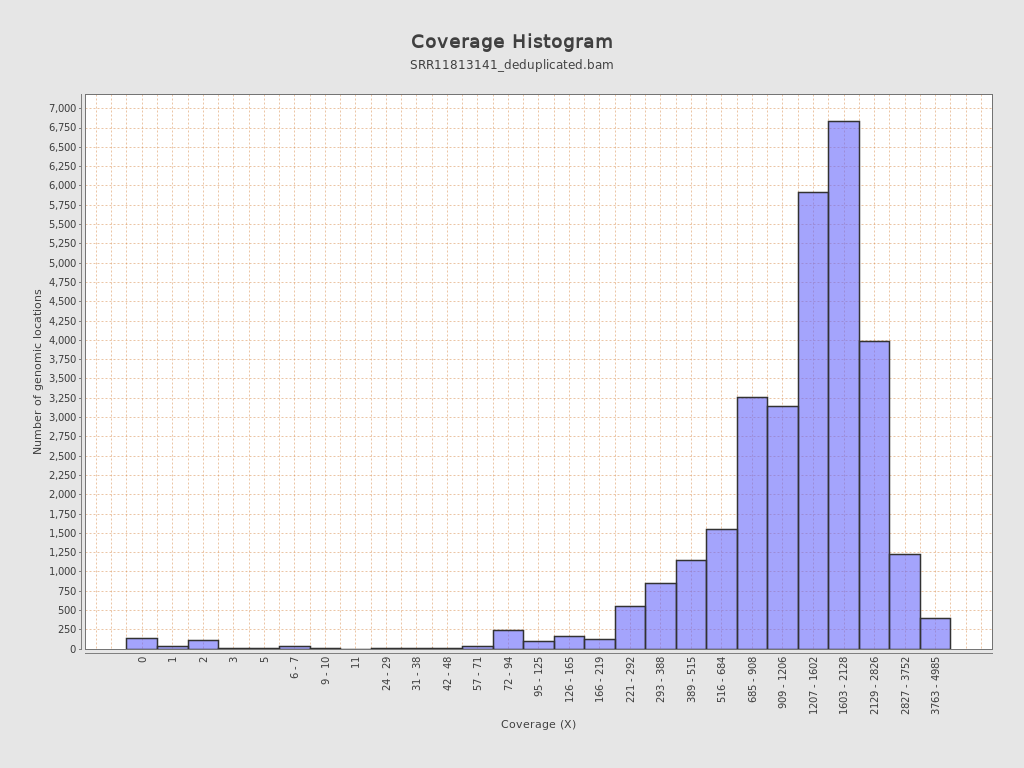 Coverage Histogram
SRR11813141_deduplicated.bam
Number of genomic locations
7,000
6,750
6,500
6,250
6,000
5,750
5,500
5,250
5,000
4,750
4,500
4,250
4,000
3,750
3,500
3,250
3,000
2,750
2,500
2,250
2,000
1,750
1,500
1,250
1,000
750
500
250
0
0
1
2
3
5
6 - 7
9 - 10
11
24 - 29
31 - 38
42 - 48
57 - 71
72 - 94
95 - 125
126 - 165
166 - 219
221 - 292
293 - 388
389 - 515
516 - 684
685 - 908
909 - 1206
1207 - 1602
1603 - 2128
2129 - 2826
2827 - 3752
3763 - 4985
Coverage (X)